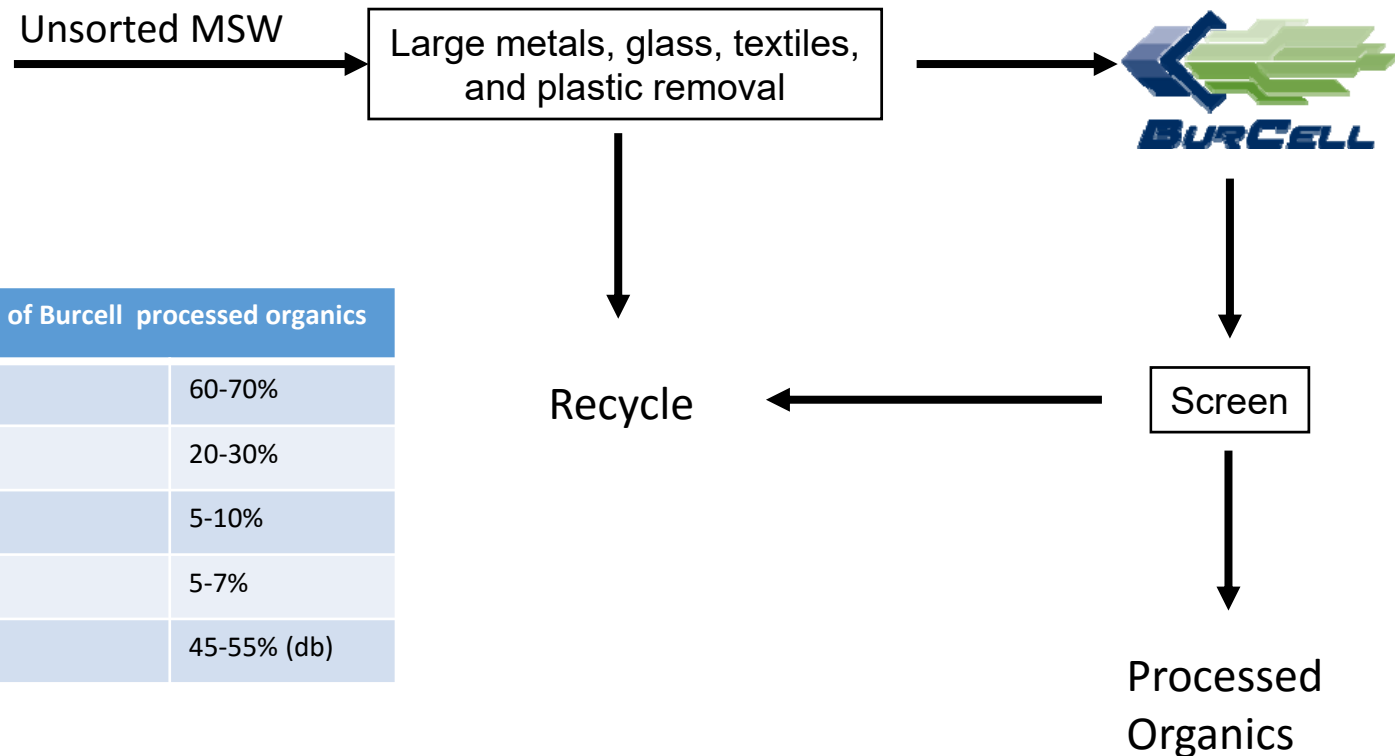 Unsorted MSW
Large metals, glass, textiles,
and plastic removal
BURCELL
of Burcell processed organics
60-70%
20-30%
5-10%
5-7%
45-55% (db)
Recycle
Screen
Processed
Organics